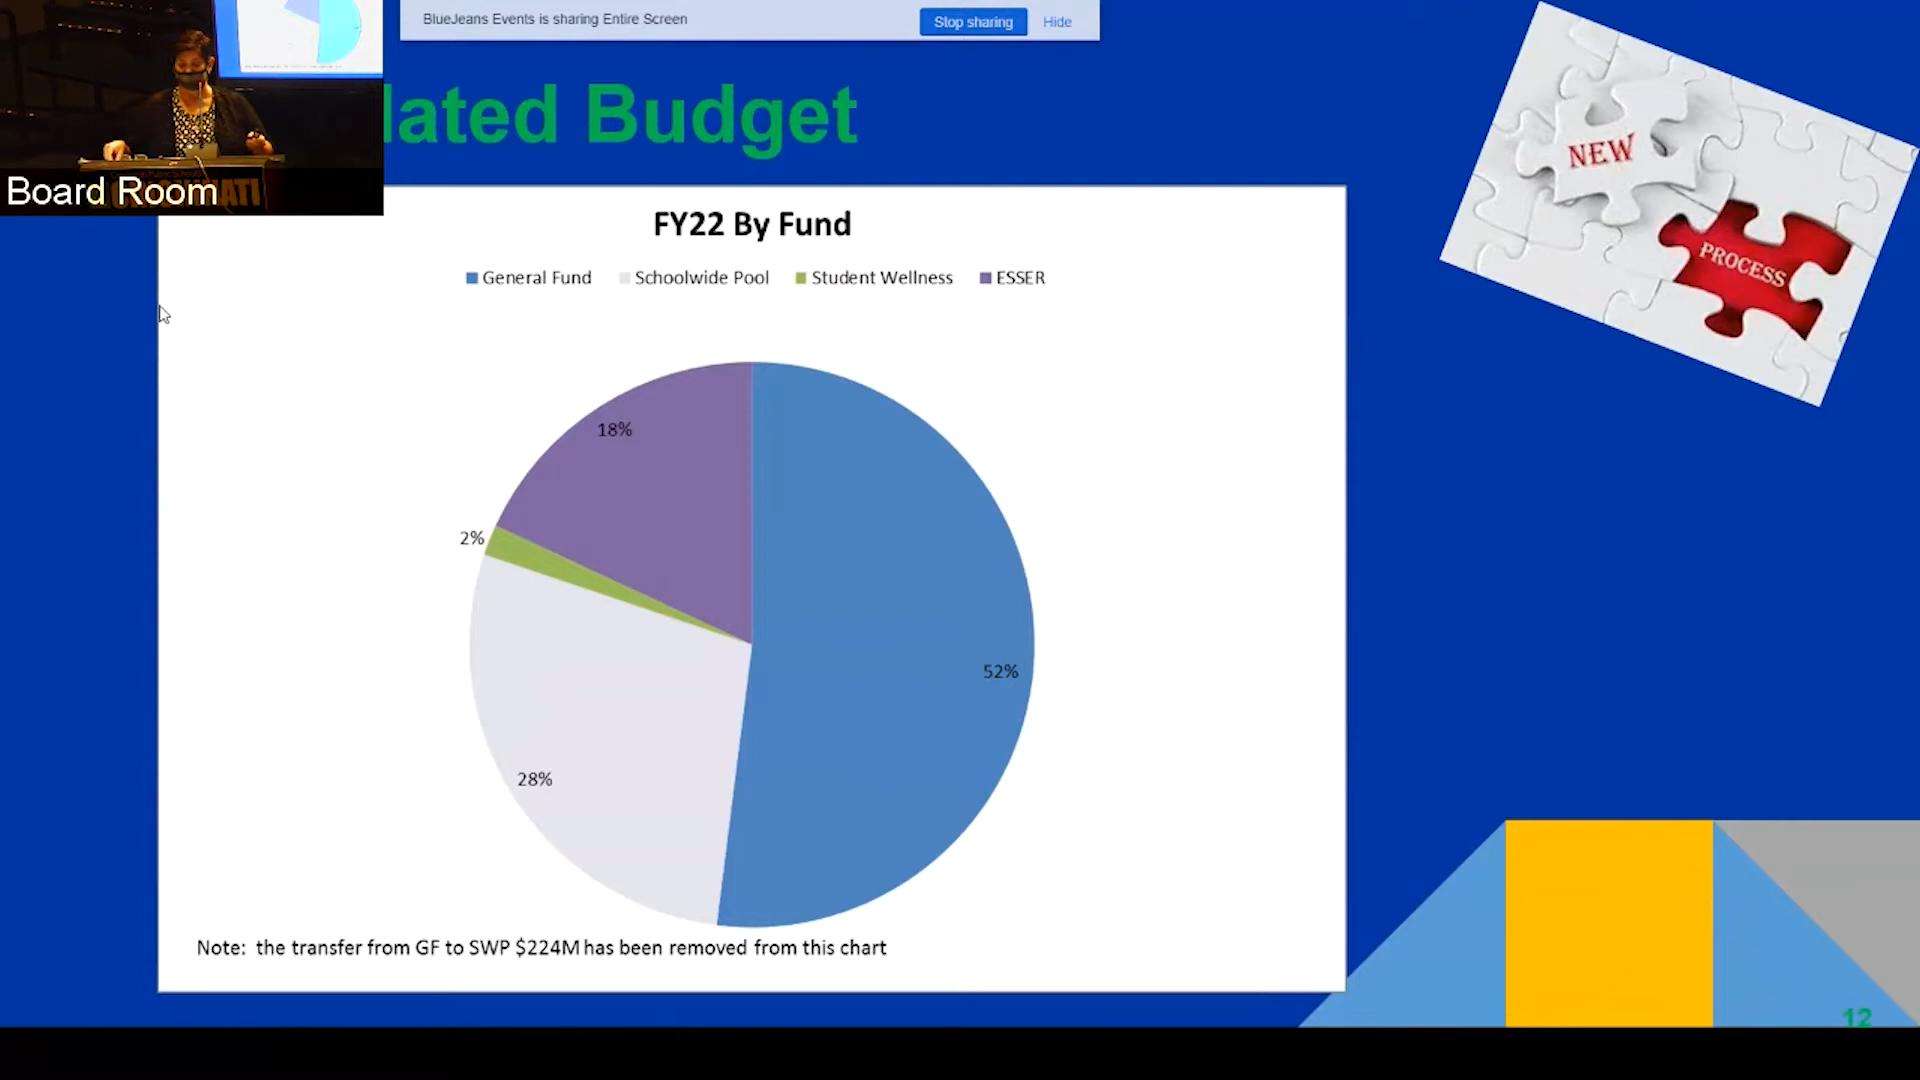 BlueJeans Events is sharing Entire Screen
Stop sharing
Hide
lated Budget
Board Room
FY22 By Fund
General Fund
Schoolwide Pool
Student Wellness
ESSER
18%
2%
52%
28%
Note: the transfer from GF to SWP $224M has been removed from this chart
NEW
PROCESS
12